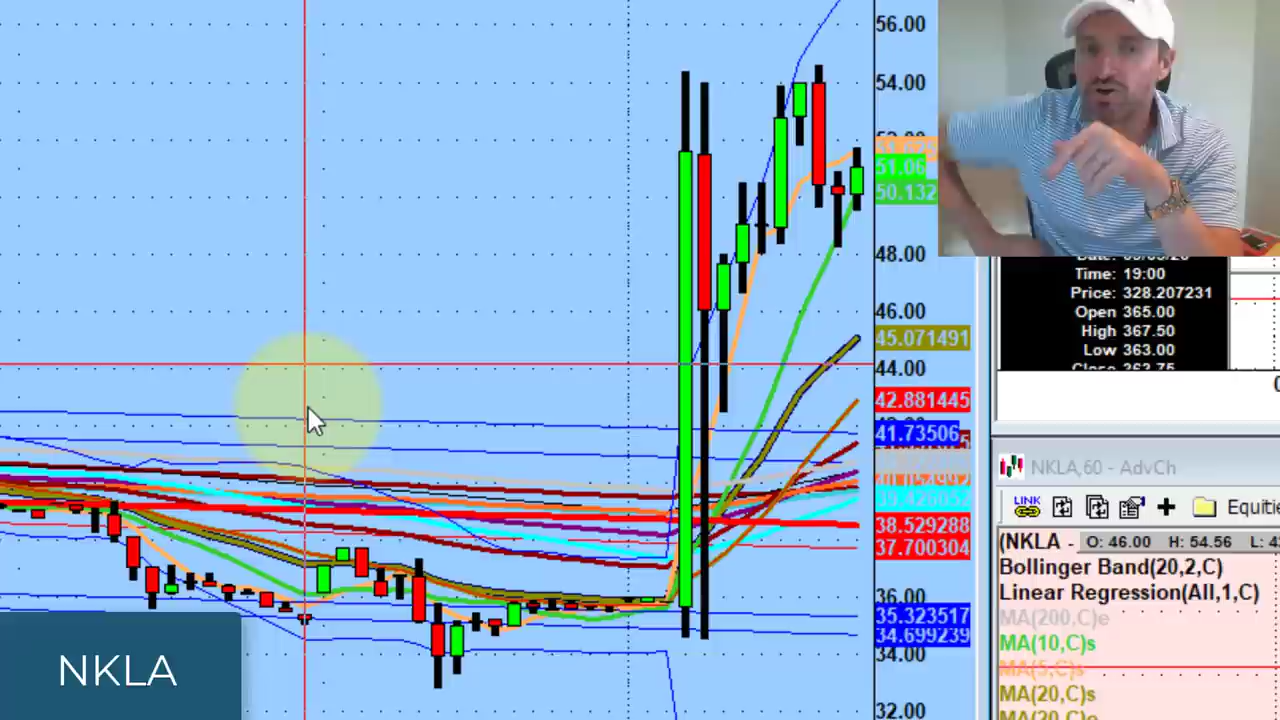 56.00
54.00
51.06
50.132
48.00
46.00
45.071491
44.00
42.881445
41.73506
38.529288
37.700304
36.00
35.323517
34.699239
34.00
32.00
Time: 19:00
Price: 328.207231
Open 365.00
High 367.50
Low 363.00
NKLA,60 - AdvCh
LINK
Equitie
(NKLA - O: 46.00 H: 54.56 L: 4
Bollinger Band(20,2,C)
Linear Regression(All,1,C)
MA(200,C)e
MA(10,C)s
MA(5,C)s
MA(20,C)s
MA(20,C)e
NKLA